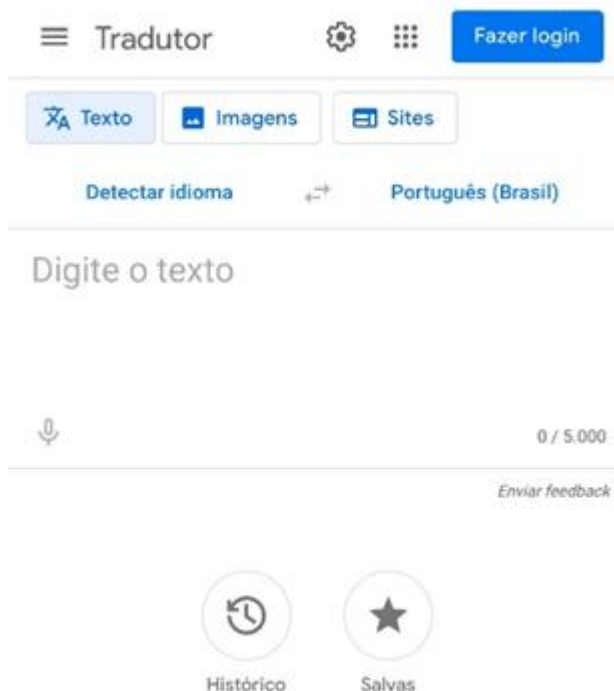 Tradutor Fazer login
Texto Imagens Sites
Detectar idioma Português (Brasil)
Digite o texto
0 / 5.000
Enviar feedback
Histórico Salvas